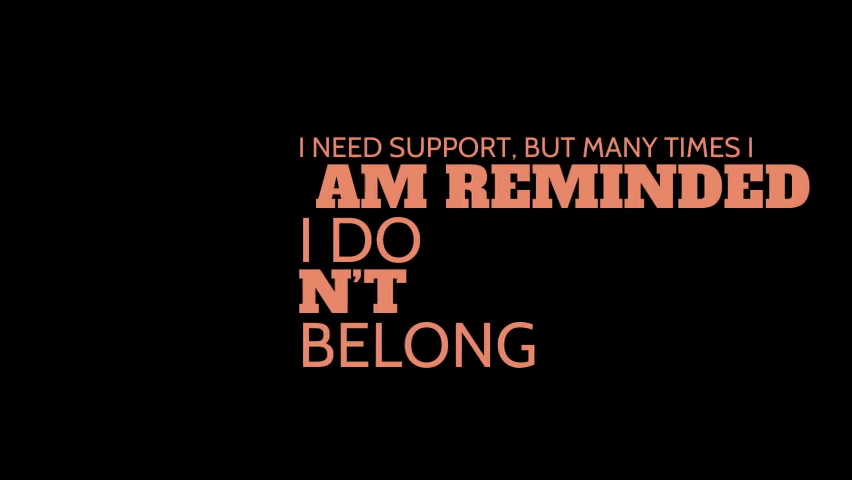 I NEED SUPPORT, BUT MANY TIMES I
AM REMINDED
I DO
N’T
BELONG